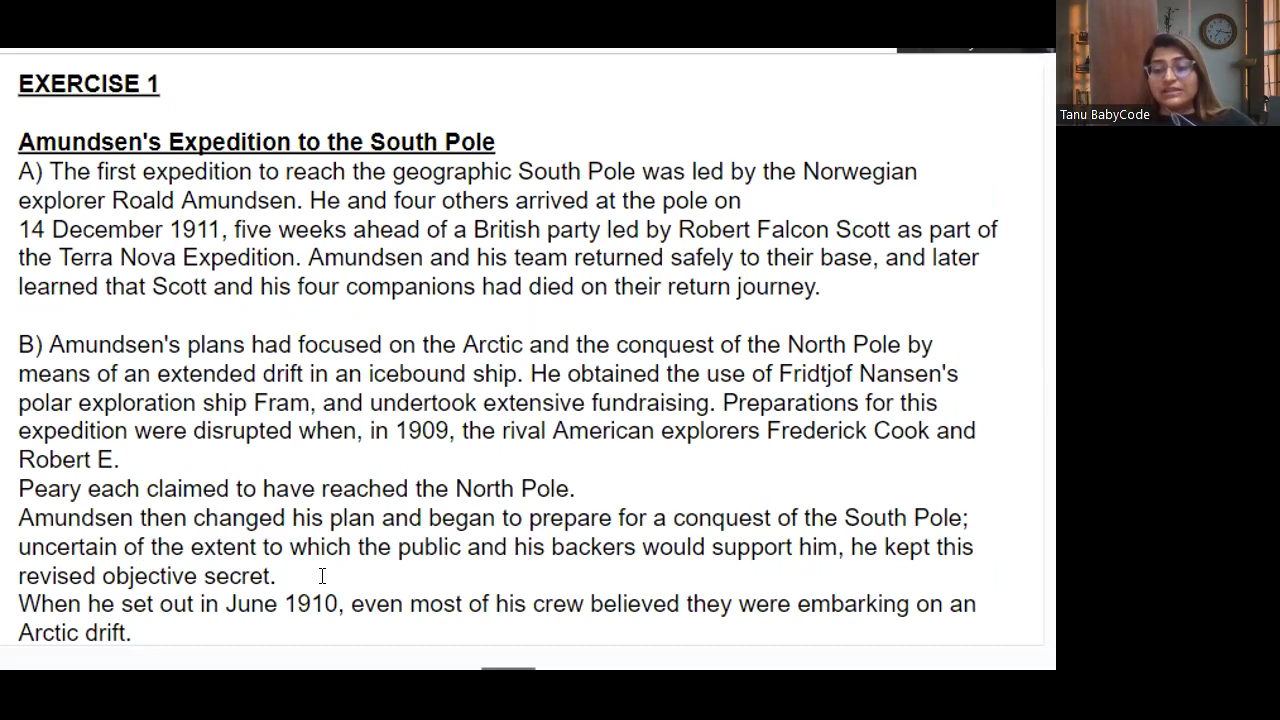 EXERCISE 1
Amundsen's Expedition to the South Pole
A) The first expedition to reach the geographic South Pole was led by the Norwegian
explorer Roald Amundsen. He and four others arrived at the pole on
14 December 1911, five weeks ahead of a British party led by Robert Falcon Scott as part of
the Terra Nova Expedition. Amundsen and his team returned safely to their base, and later
learned that Scott and his four companions had died on their return journey.
B) Amundsen's plans had focused on the Arctic and the conquest of the North Pole by
means of an extended drift in an icebound ship. He obtained the use of Fridtjof Nansen's
polar exploration ship Fram, and undertook extensive fundraising. Preparations for this
expedition were disrupted when, in 1909, the rival American explorers Frederick Cook and
Robert E.
Peary each claimed to have reached the North Pole.
Amundsen then changed his plan and began to prepare for a conquest of the South Pole;
uncertain of the extent to which the public and his backers would support him, he kept this
revised objective secret.
When he set out in June 1910, even most of his crew believed they were embarking on an
Arctic drift.
Tanu BabyCode